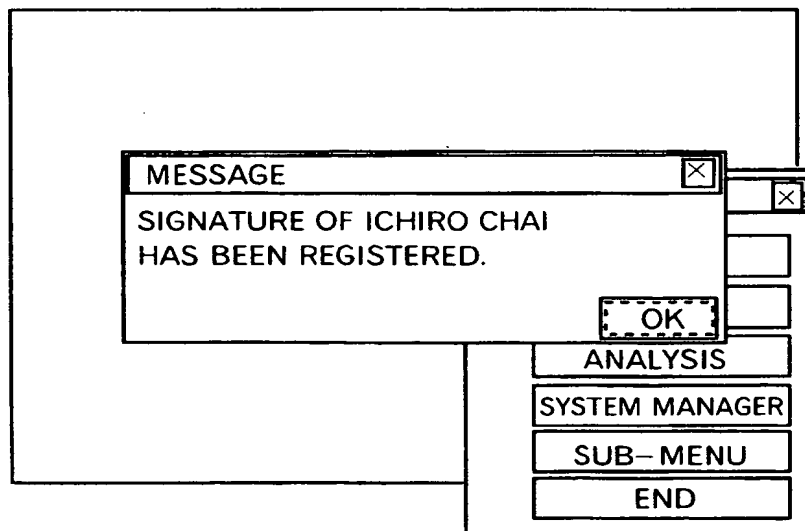 MESSAGE
SIGNATURE OF ICHIRO CHAI
HAS BEEN REGISTERED.
OK
ANALYSIS
SYSTEM MANAGER
SUB-MENU
END